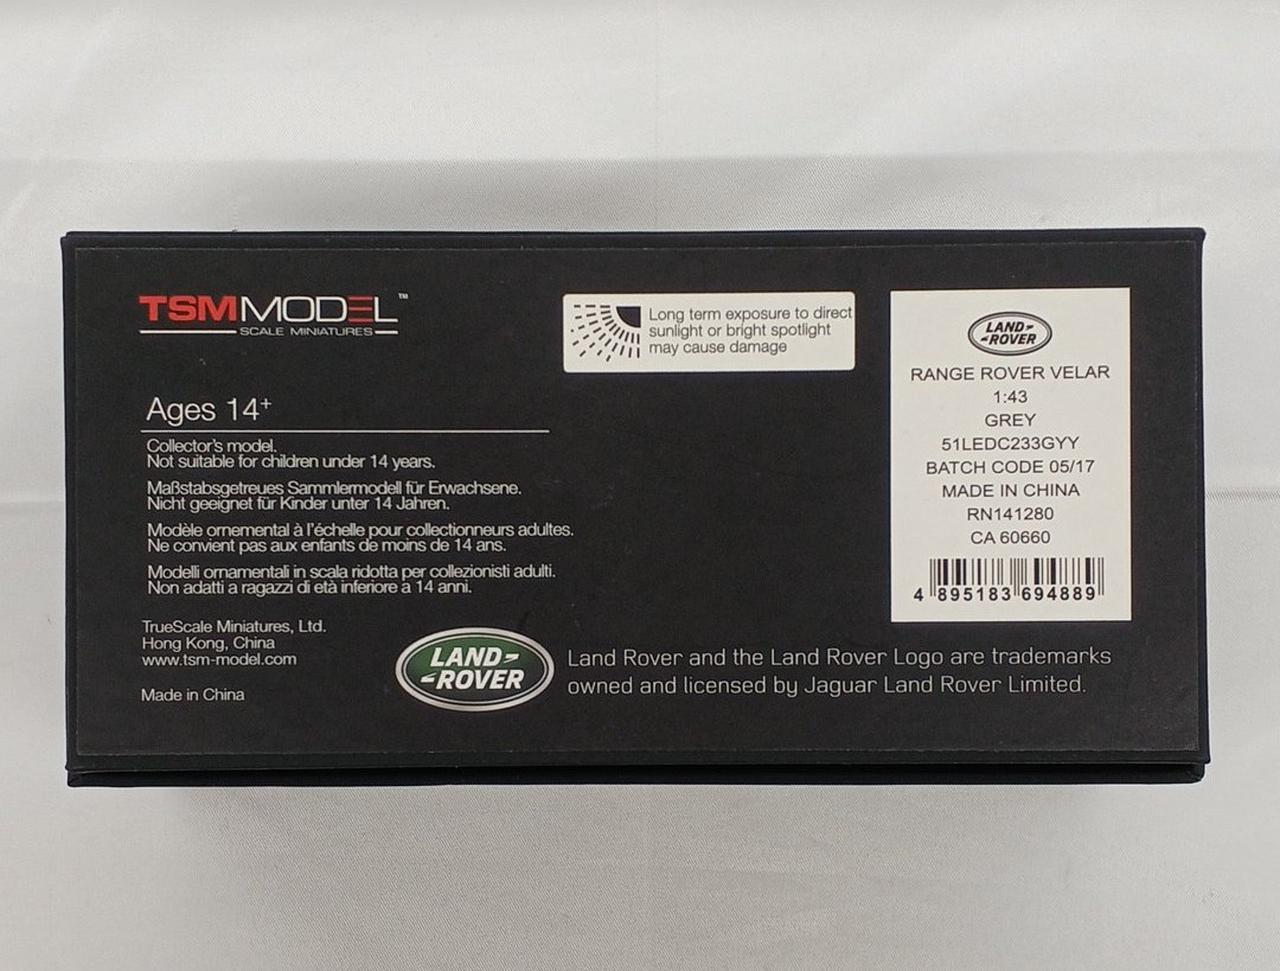 TSM MODEL™
SCALE MINIATURES
Ages 14+
Collector's model.
Not suitable for children under 14 years.
Maßstabsgetreues Sammlermodell für Erwachsene.
Nicht geeignet für Kinder unter 14 Jahren.
Modèle ornemental à l'échelle pour collectionneurs adultes.
Ne convient pas aux enfants de moins de 14 ans.
Modelli ornamentali in scala ridotta per collezionisti adulti.
Non adatti a ragazzi di età inferiore à 14 anni.
TrueScale Miniatures, Ltd.
Hong Kong, China
www.tsm-model.com
Made in China
LAND-
-ROVER
Land Rover and the Land Rover Logo are trademarks
owned and licensed by Jaguar Land Rover Limited.
Long term exposure to direct
sunlight or bright spotlight
may cause damage
LAND-
-ROVER
RANGE ROVER VELAR
1:43
GREY
51LEDC233GYY
BATCH CODE 05/17
MADE IN CHINA
RN141280
CA 60660
4 895183 694889